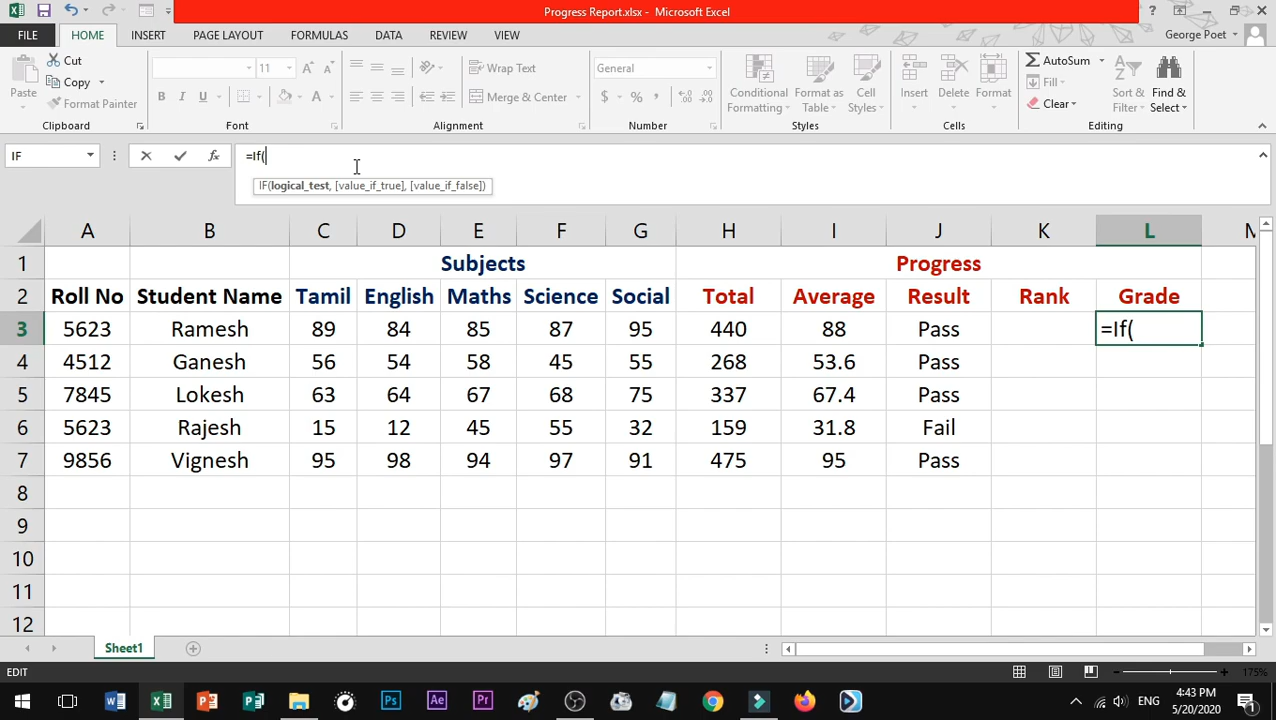 Progress Report.xlsx - Microsoft Excel
?
FILE HOME INSERT PAGE LAYOUT FORMULAS DATA REVIEW VIEW George Poet
Cut
Copy
Format Painter
Paste
Clipboard
11
A A
B I U A
Font
Wrap Text
Merge & Center
Alignment
General
$ % ,
Number
Conditional Formatting
Format as Table
Cell Styles
Styles
Insert Delete Format
Cells
AutoSum
Fill
Clear
Sort & Filter
Find & Select
Editing
IF fx =If(
IF(logical_test, [value_if_true], [value_if_false])
A B C D E F G H I J K L M
1 Subjects Progress
2 Roll No Student Name Tamil English Maths Science Social Total Average Result Rank Grade
3 5623 Ramesh 89 84 85 87 95 440 88 Pass =If(
4 4512 Ganesh 56 54 58 45 55 268 53.6 Pass
5 7845 Lokesh 63 64 67 68 75 337 67.4 Pass
6 5623 Rajesh 15 12 45 55 32 159 31.8 Fail
7 9856 Vignesh 95 98 94 97 91 475 95 Pass
8
9
10
11
12
Sheet1
EDIT 175%
Ps Ae Pr ENG 4:43 PM
5/20/2020 1